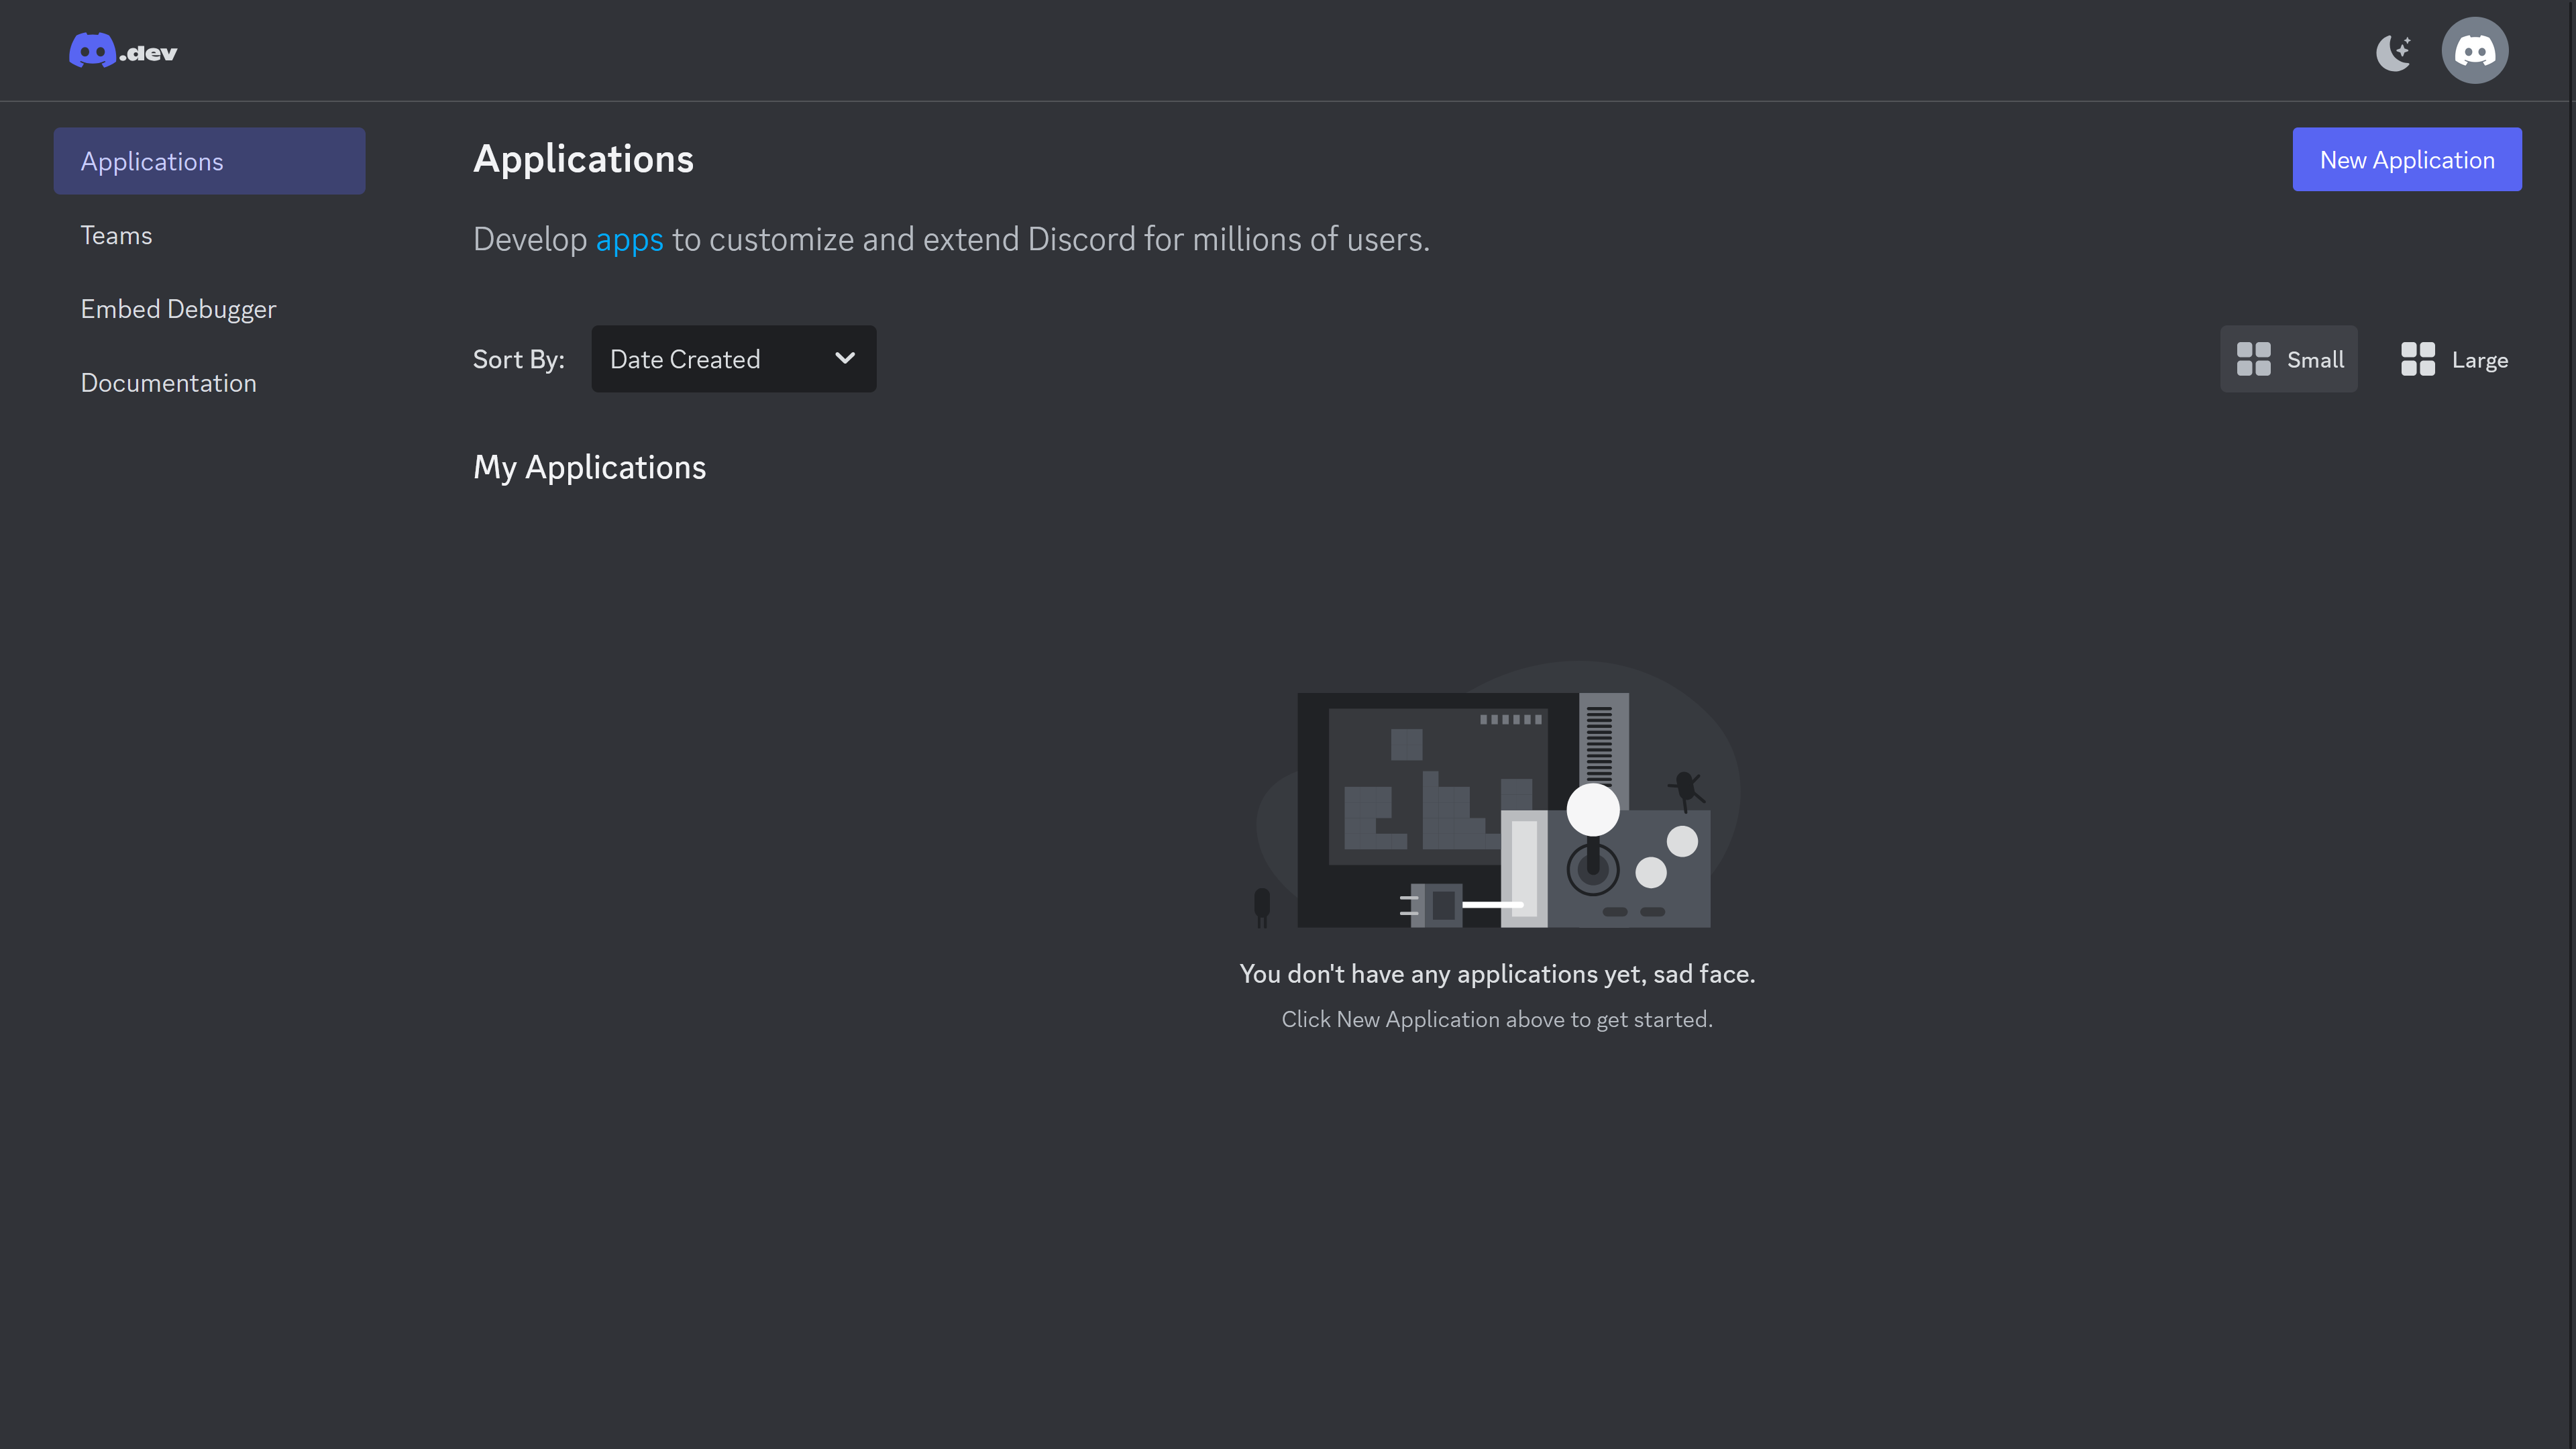 .dev
Applications
Teams
Embed Debugger
Documentation
Applications
New Application
Develop apps to customize and extend Discord for millions of users.
Sort By: Date Created
Small Large
My Applications
You don't have any applications yet, sad face.
Click New Application above to get started.